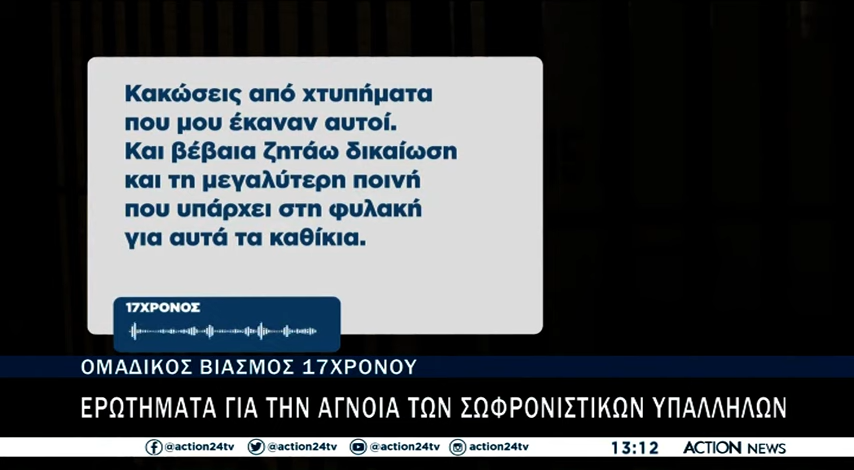 Κακώσεις από χτυπήματα
που μου έκαναν αυτοί.
Και βέβαια ζητάω δικαίωση
και τη μεγαλύτερη ποινή
που υπάρχει στη φυλακή
για αυτά τα καθίκια.
17ΧΡΟΝΟΣ
ΟΜΑΔΙΚΟΣ ΒΙΑΣΜΟΣ 17ΧΡΟΝΟΥ
ΕΡΩΤΗΜΑΤΑ ΓΙΑ ΤΗΝ ΑΓΝΟΙΑ ΤΩΝ ΣΩΦΡΟΝΙΣΤΙΚΩΝ ΥΠΑΛΛΗΛΩΝ
@action24tv @action24tv @action24tv action24tv 13:12 ACTION NEWS